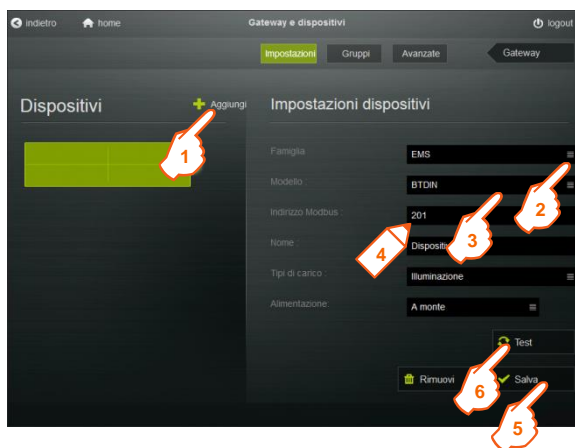 indietro home Gateway e dispositivi logout
Impostazioni Gruppi Avanzate Gateway
Dispositivi Aggiungi Impostazioni dispositivi
1
Famiglia EMS
Modello BTDIN
2
Indirizzo Modbus : 201
3
Nome :
4
Tipi di carico : Illuminazione
Alimentazione: A monte
Test
Rimuovi Salva
6
5